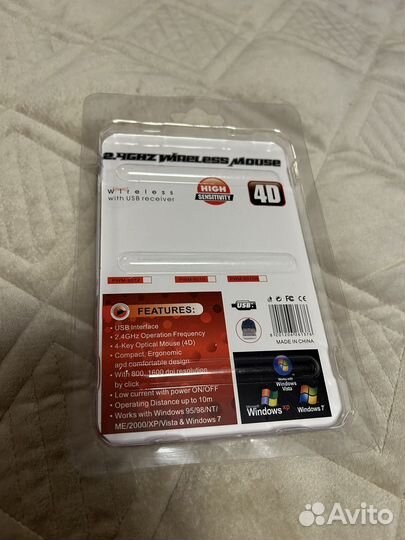 2.4GHZ WIRELESS MOUSE
Wireless
with USB receiver
HIGH
SENSITIVITY
4D
FEATURES:
• USB Interface
• 2.4GHz Operation Frequency
• 4-Key Optical Mouse (4D)
• Compact, Ergonomic
and comfortable design
• With 800, 1600 dpi resolution
by click
• Low current with power ON/OFF
• Operating Distance up to 10m
• Works with Windows 95/98/NT/
ME/2000/XP/Vista & Windows 7
USB
FC CE
MADE IN CHINA
Works with
Windows
Vista
Windows xp
Windows 7
Avito